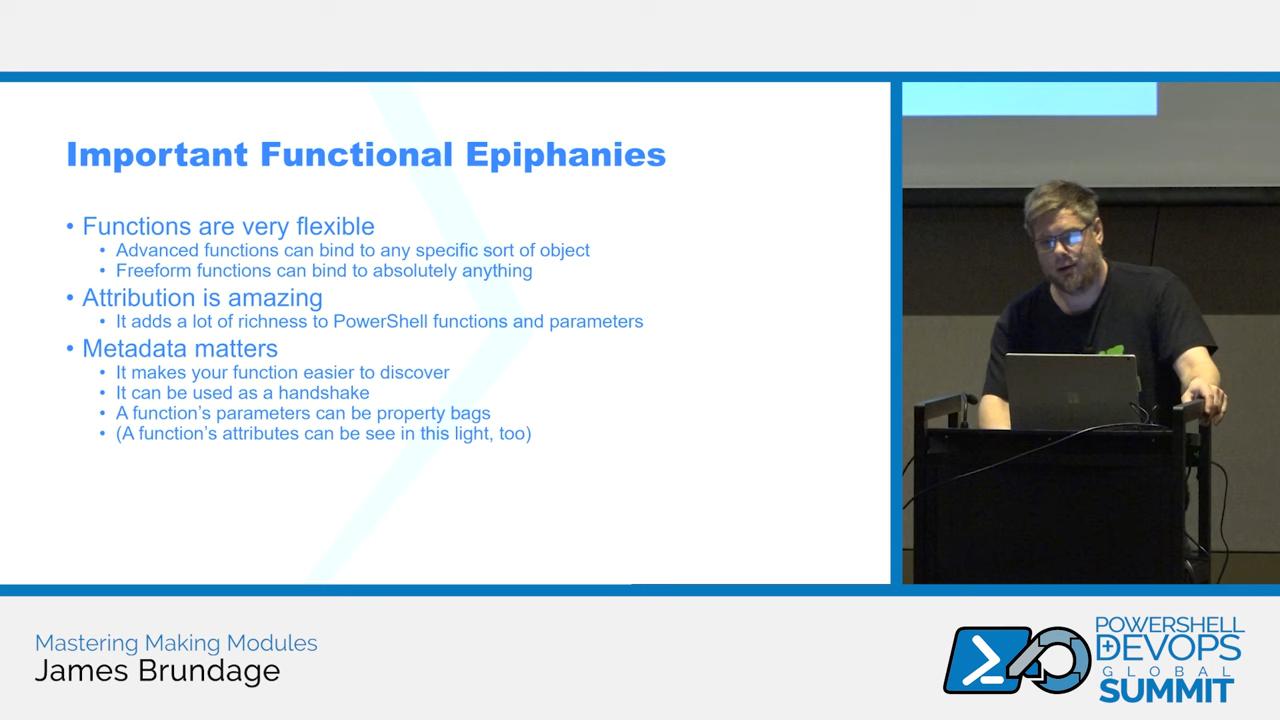 Important Functional Epiphanies
• Functions are very flexible
• Advanced functions can bind to any specific sort of object
• Freeform functions can bind to absolutely anything
• Attribution is amazing
• It adds a lot of richness to PowerShell functions and parameters
• Metadata matters
• It makes your function easier to discover
• It can be used as a handshake
• A function's parameters can be property bags
• (A function's attributes can be see in this light, too)
Mastering Making Modules
James Brundage
POWERSHELL
DEVOPS
GLOBAL
SUMMIT